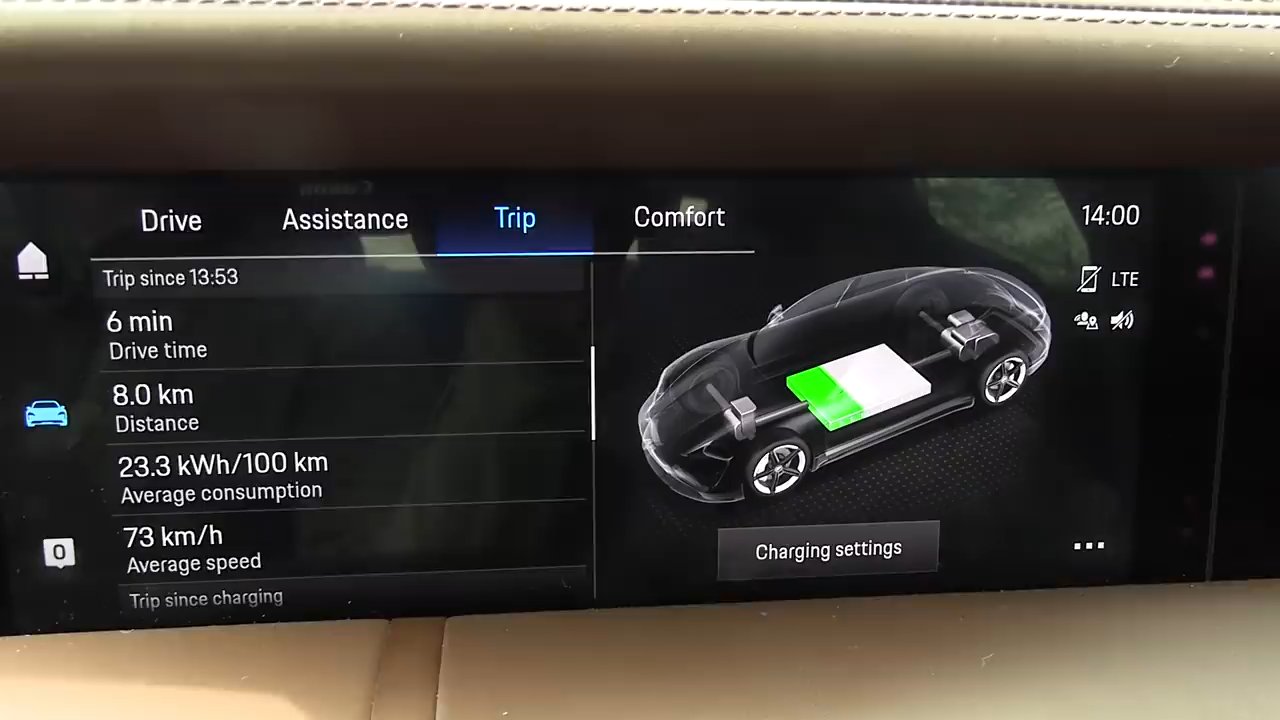 Drive Assistance Trip Comfort 14:00
Trip since 13:53
LTE
6 min
Drive time
8.0 km
Distance
23.3 kWh/100 km
Average consumption
73 km/h
Average speed
0
Charging settings
Trip since charging